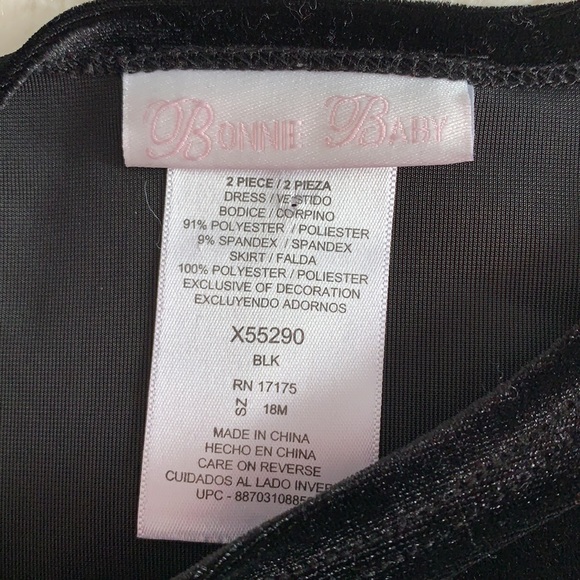 BONNIE BABY
2 PIECE / 2 PIEZA
DRESS / VESTIDO
BODICE / CORPINO
91% POLYESTER / POLIESTER
9% SPANDEX / SPANDEX
SKIRT / FALDA
100% POLYESTER / POLIESTER
EXCLUSIVE OF DECORATION
EXCLUYENDO ADORNOS
X55290
BLK
RN 17175
SZ 18M
MADE IN CHINA
HECHO EN CHINA
CARE ON REVERSE
CUIDADOS AL LADO
UPC -